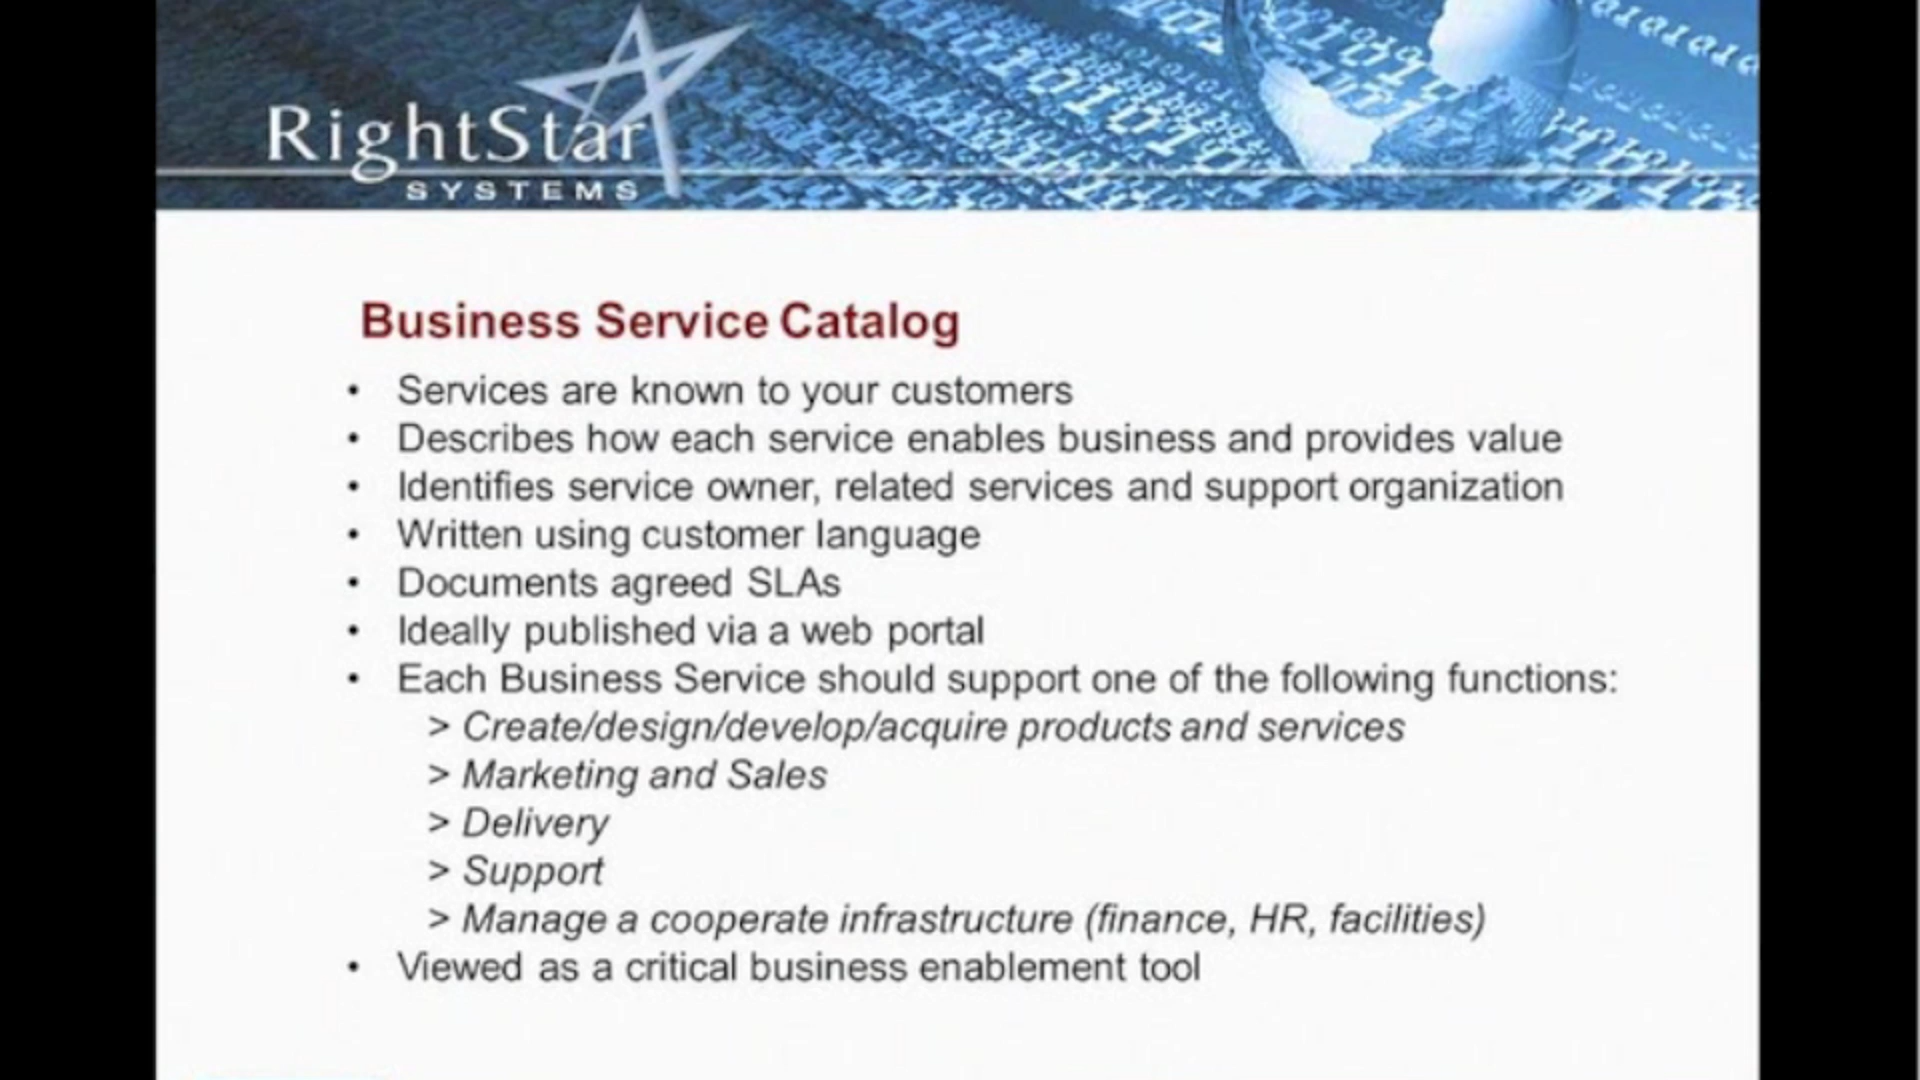 RightStar
SYSTEMS
Business Service Catalog
• Services are known to your customers
• Describes how each service enables business and provides value
• Identifies service owner, related services and support organization
• Written using customer language
• Documents agreed SLAs
• Ideally published via a web portal
• Each Business Service should support one of the following functions:
> Create/design/develop/acquire products and services
> Marketing and Sales
> Delivery
> Support
> Manage a cooperate infrastructure (finance, HR, facilities)
• Viewed as a critical business enablement tool